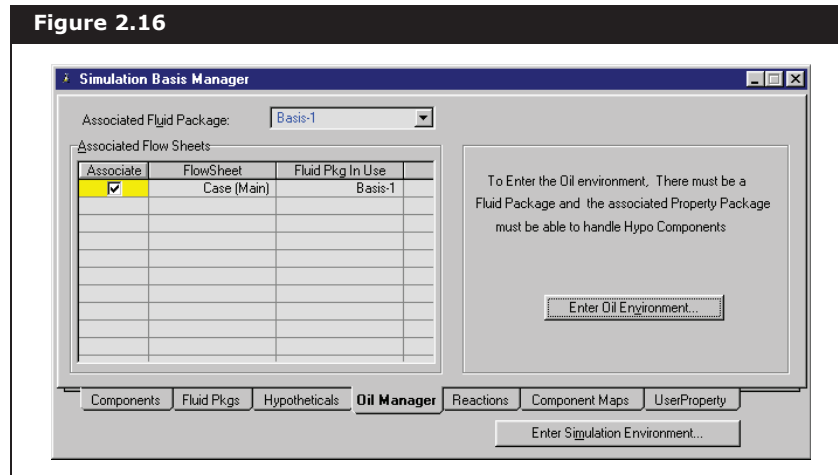 Figure 2.16
Simulation Basis Manager
Associated Fluid Package: Basis-1
Associated Flow Sheets
Associate FlowSheet Fluid Pkg In Use
Case (Main) Basis-1
To Enter the Oil environment, There must be a
Fluid Package and the associated Property Package
must be able to handle Hypo Components
Enter Oil Environment...
Components Fluid Pkgs Hypotheticals Oil Manager Reactions Component Maps UserProperty
Enter Simulation Environment...